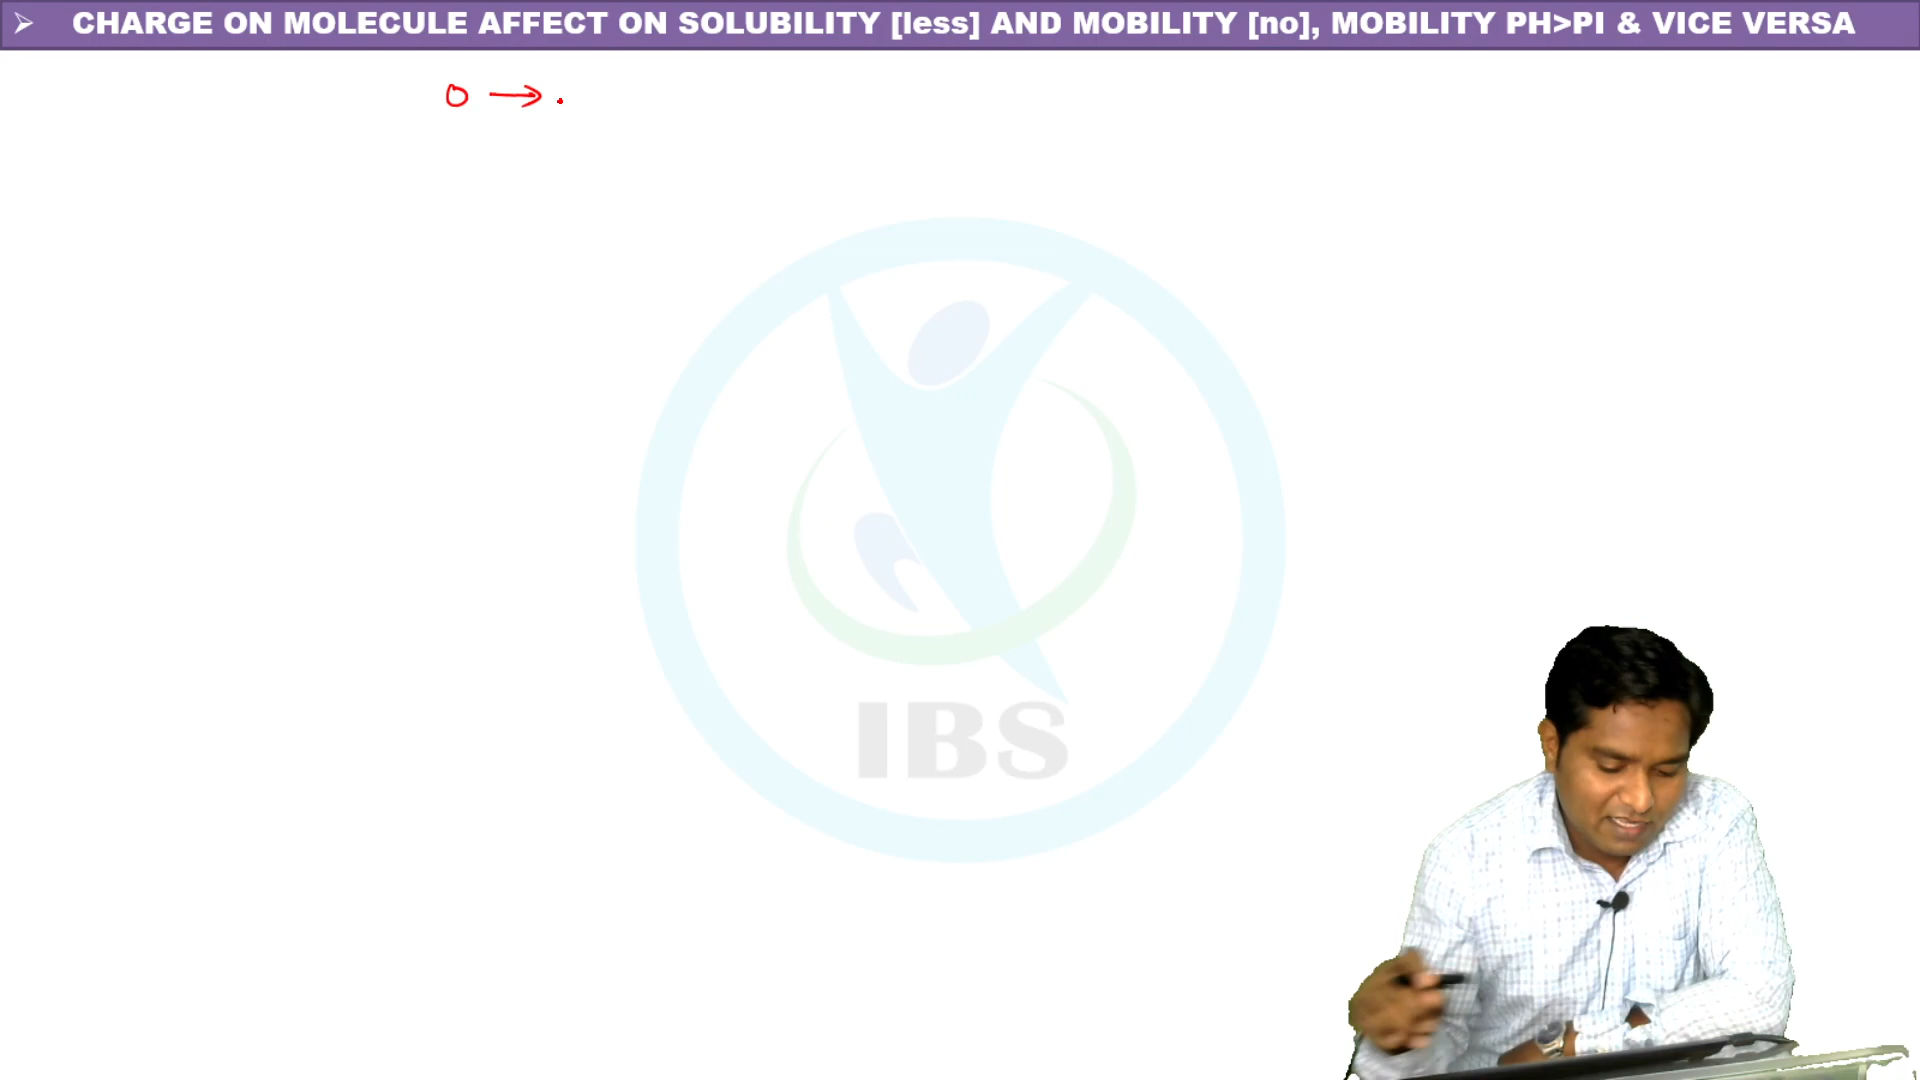 CHARGE ON MOLECULE AFFECT ON SOLUBILITY [less] AND MOBILITY [no], MOBILITY PH>PI & VICE VERSA
0 → .
IBS